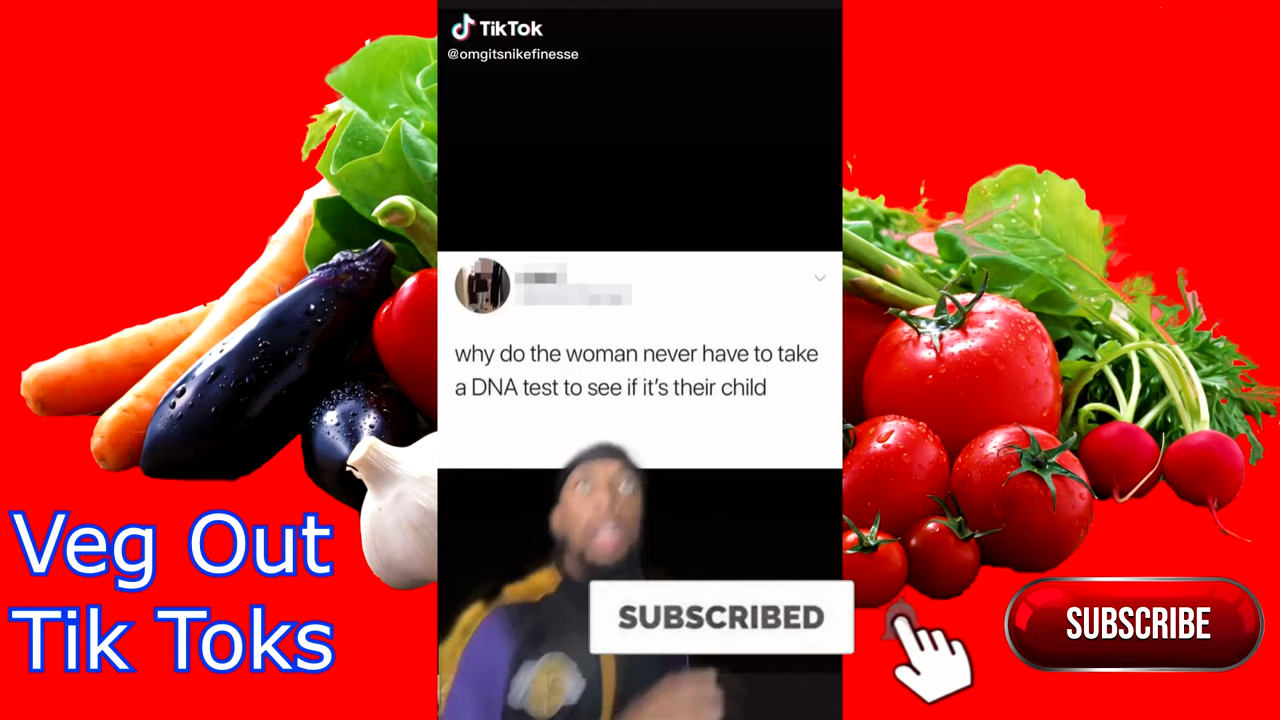 TikTok
@omgitsnikefinesse
why do the woman never have to take
a DNA test to see if it's their child
Veg Out
Tik Toks
SUBSCRIBED
SUBSCRIBE